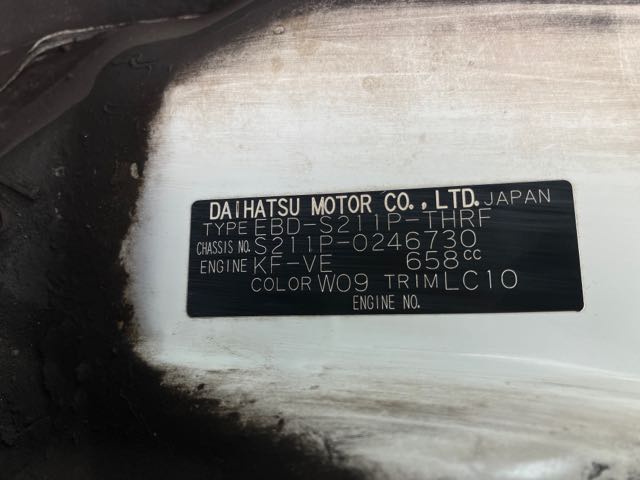 DAIHATSU MOTOR CO.,LTD. JAPAN
TYPE EBD-S211P-THRF
CHASSIS NO. S211P-0246730
ENGINE KF-VE 658cc
COLOR W09 TRIM LC10
ENGINE NO.